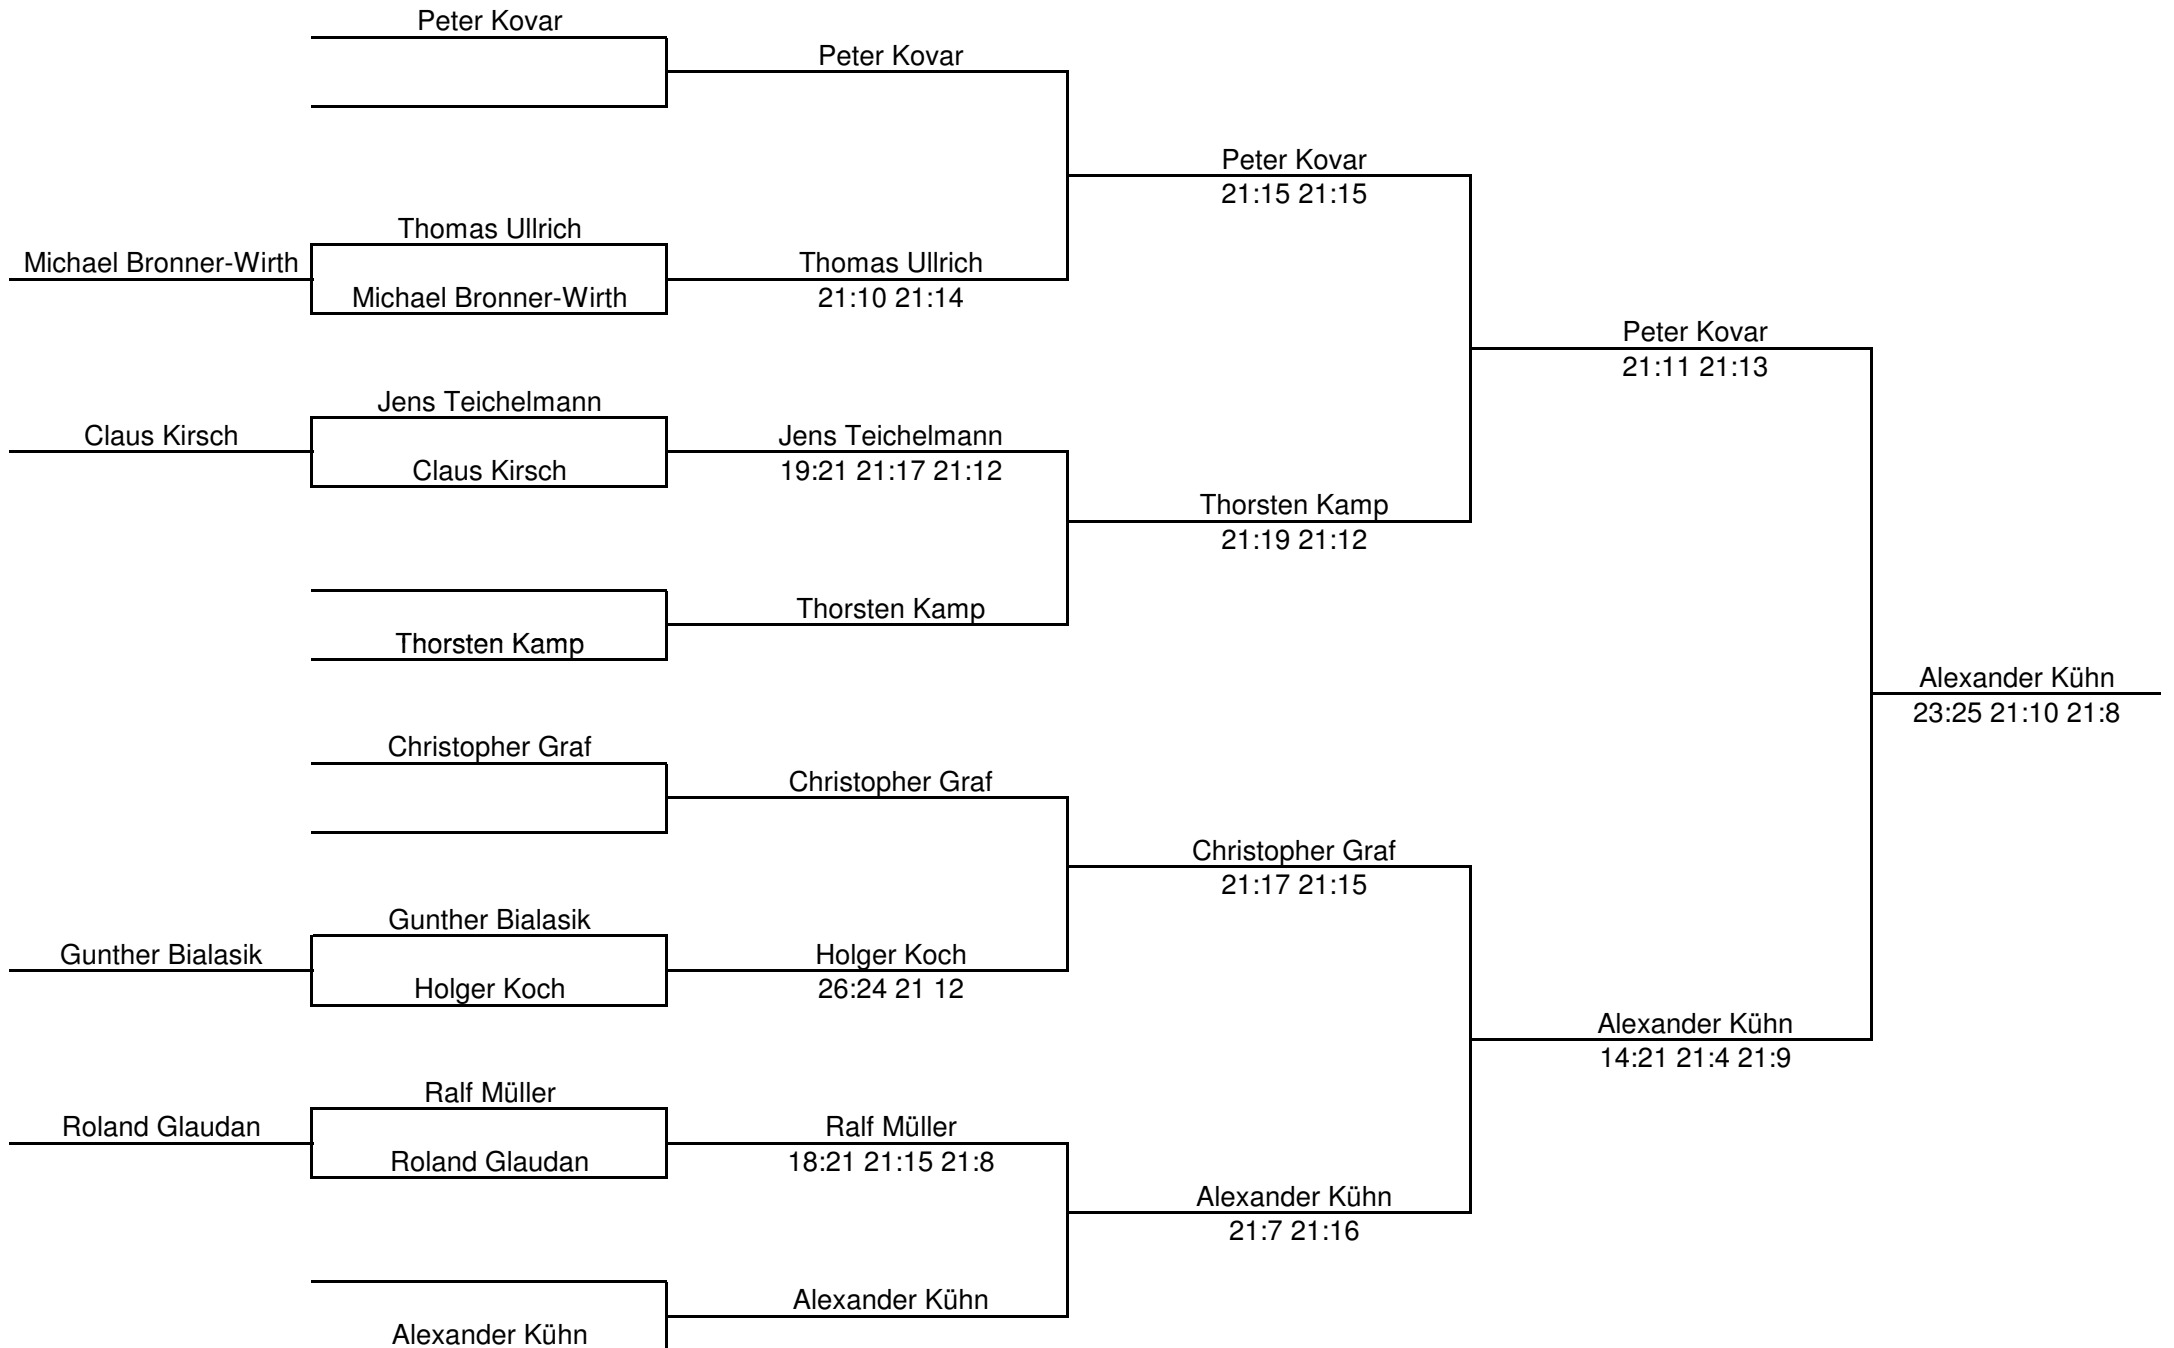 Peter Kovar
Peter Kovar
Peter Kovar
21:15 21:15
Thomas Ullrich
Michael Bronner-Wirth
Thomas Ullrich
Michael Bronner-Wirth
21:10 21:14
Peter Kovar
21:11 21:13
Jens Teichelmann
Claus Kirsch
Jens Teichelmann
Claus Kirsch
19:21 21:17 21:12
Thorsten Kamp
21:19 21:12
Thorsten Kamp
Thorsten Kamp
Alexander Kühn
23:25 21:10 21:8
Christopher Graf
Christopher Graf
Christopher Graf
21:17 21:15
Gunther Bialasik
Gunther Bialasik
Holger Koch
Holger Koch
26:24 21 12
Alexander Kühn
14:21 21:4 21:9
Ralf Müller
Roland Glaudan
Ralf Müller
Roland Glaudan
18:21 21:15 21:8
Alexander Kühn
21:7 21:16
Alexander Kühn
Alexander Kühn